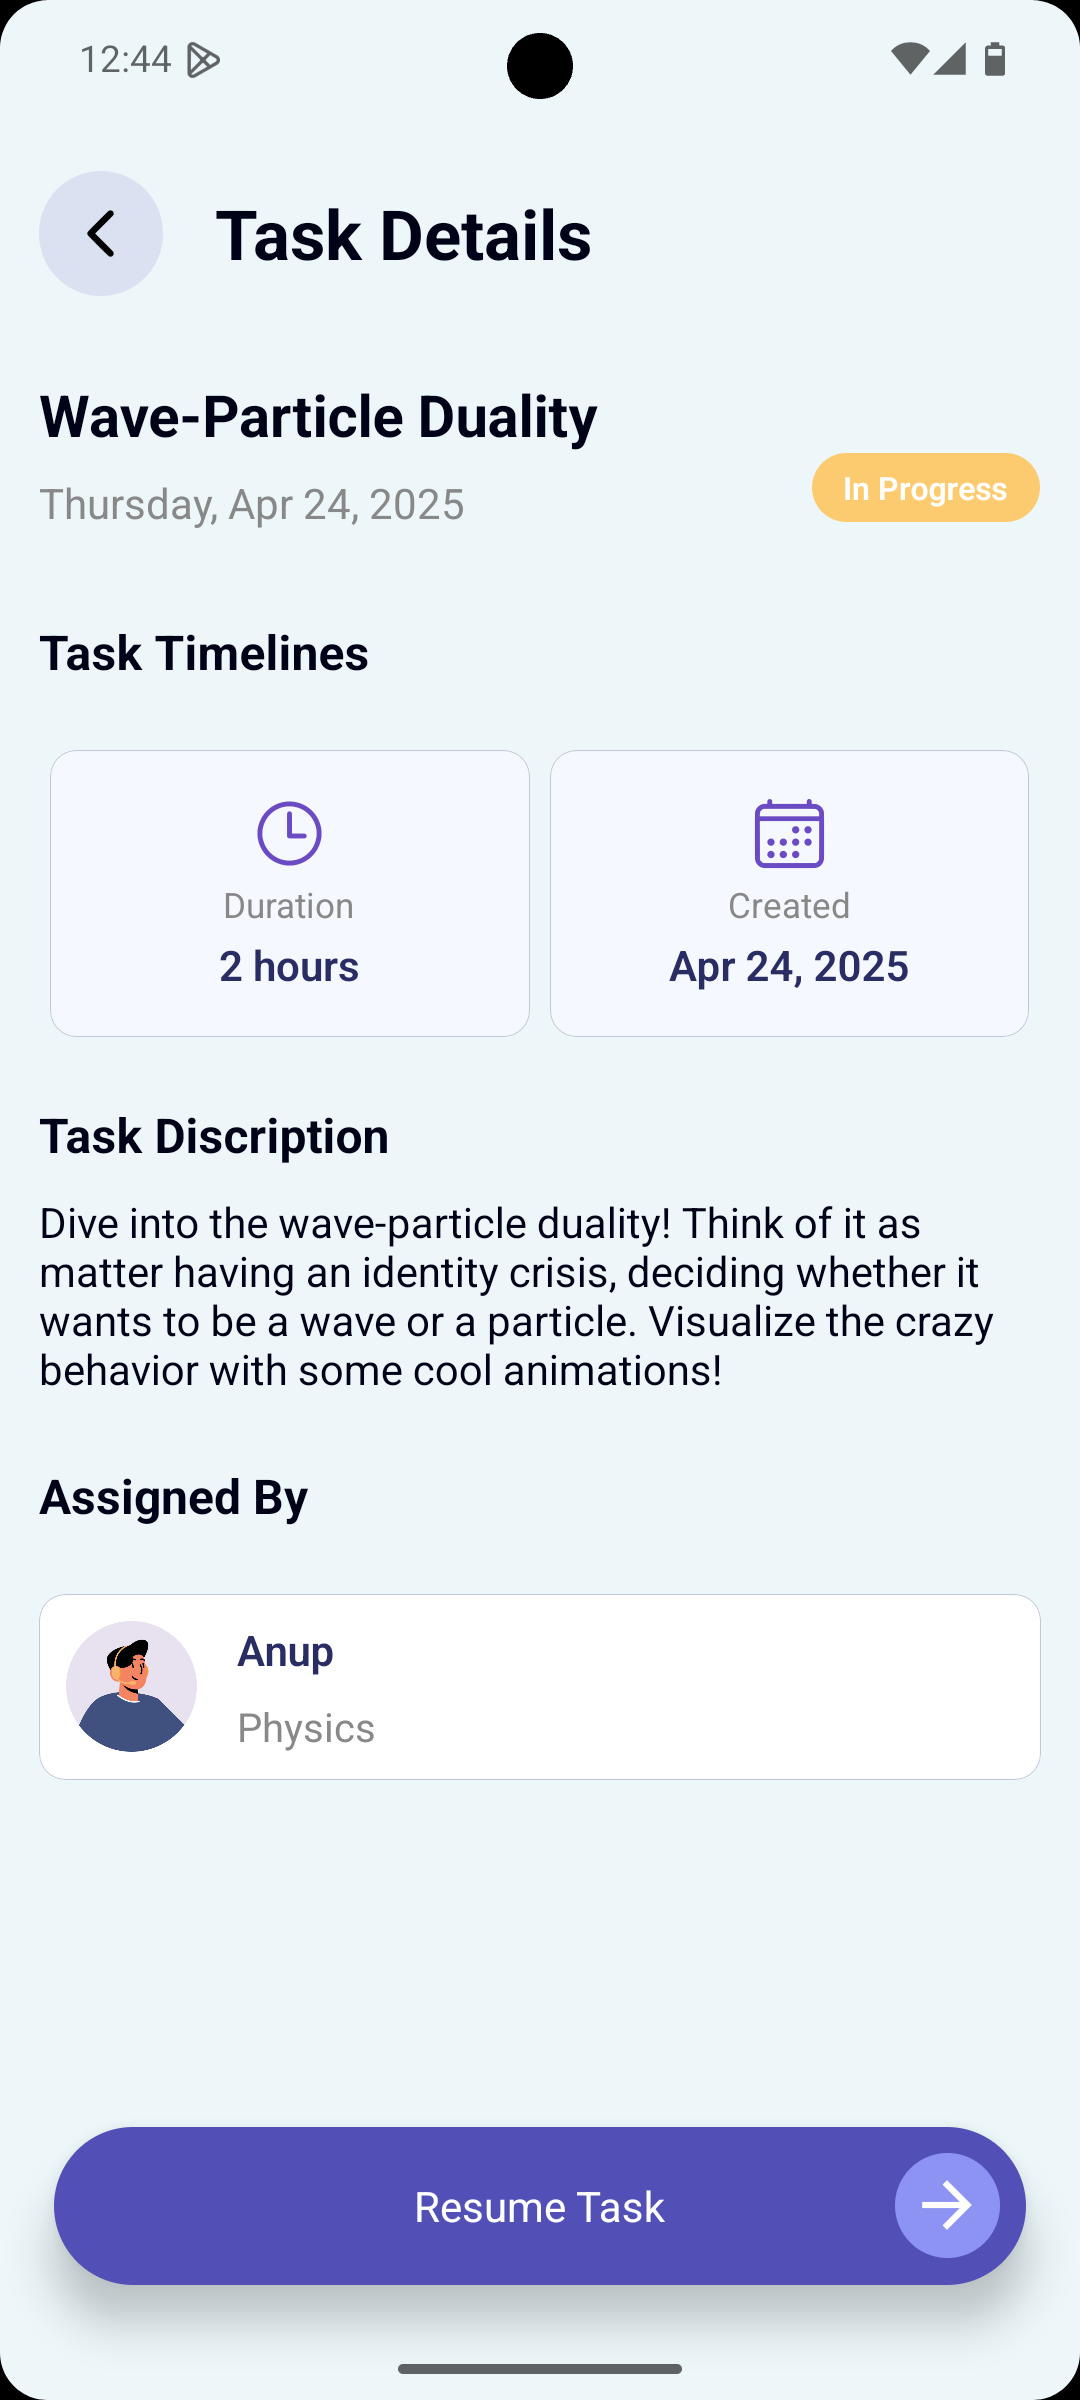 12:44
Task Details
Wave-Particle Duality
Thursday, Apr 24, 2025
In Progress
Task Timelines
Duration
2 hours
Created
Apr 24, 2025
Task Discription
Dive into the wave-particle duality! Think of it as
matter having an identity crisis, deciding whether it
wants to be a wave or a particle. Visualize the crazy
behavior with some cool animations!
Assigned By
Anup
Physics
Resume Task